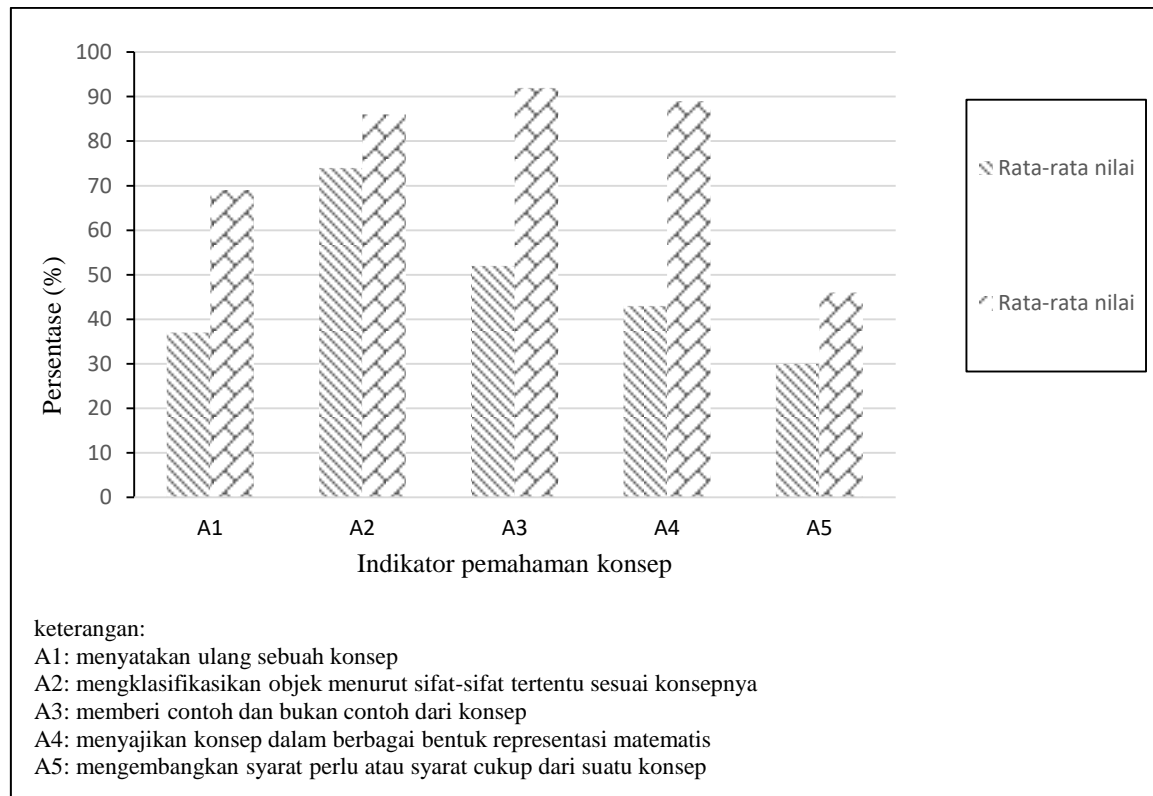 100
90
80
70
60
50
40
30
20
10
0
Persentase (%)
A1 A2 A3 A4 A5
Indikator pemahaman konsep
Rata-rata nilai
Rata-rata nilai
keterangan:
A1: menyatakan ulang sebuah konsep
A2: mengklasifikasikan objek menurut sifat-sifat tertentu sesuai konsepnya
A3: memberi contoh dan bukan contoh dari konsep
A4: menyajikan konsep dalam berbagai bentuk representasi matematis
A5: mengembangkan syarat perlu atau syarat cukup dari suatu konsep